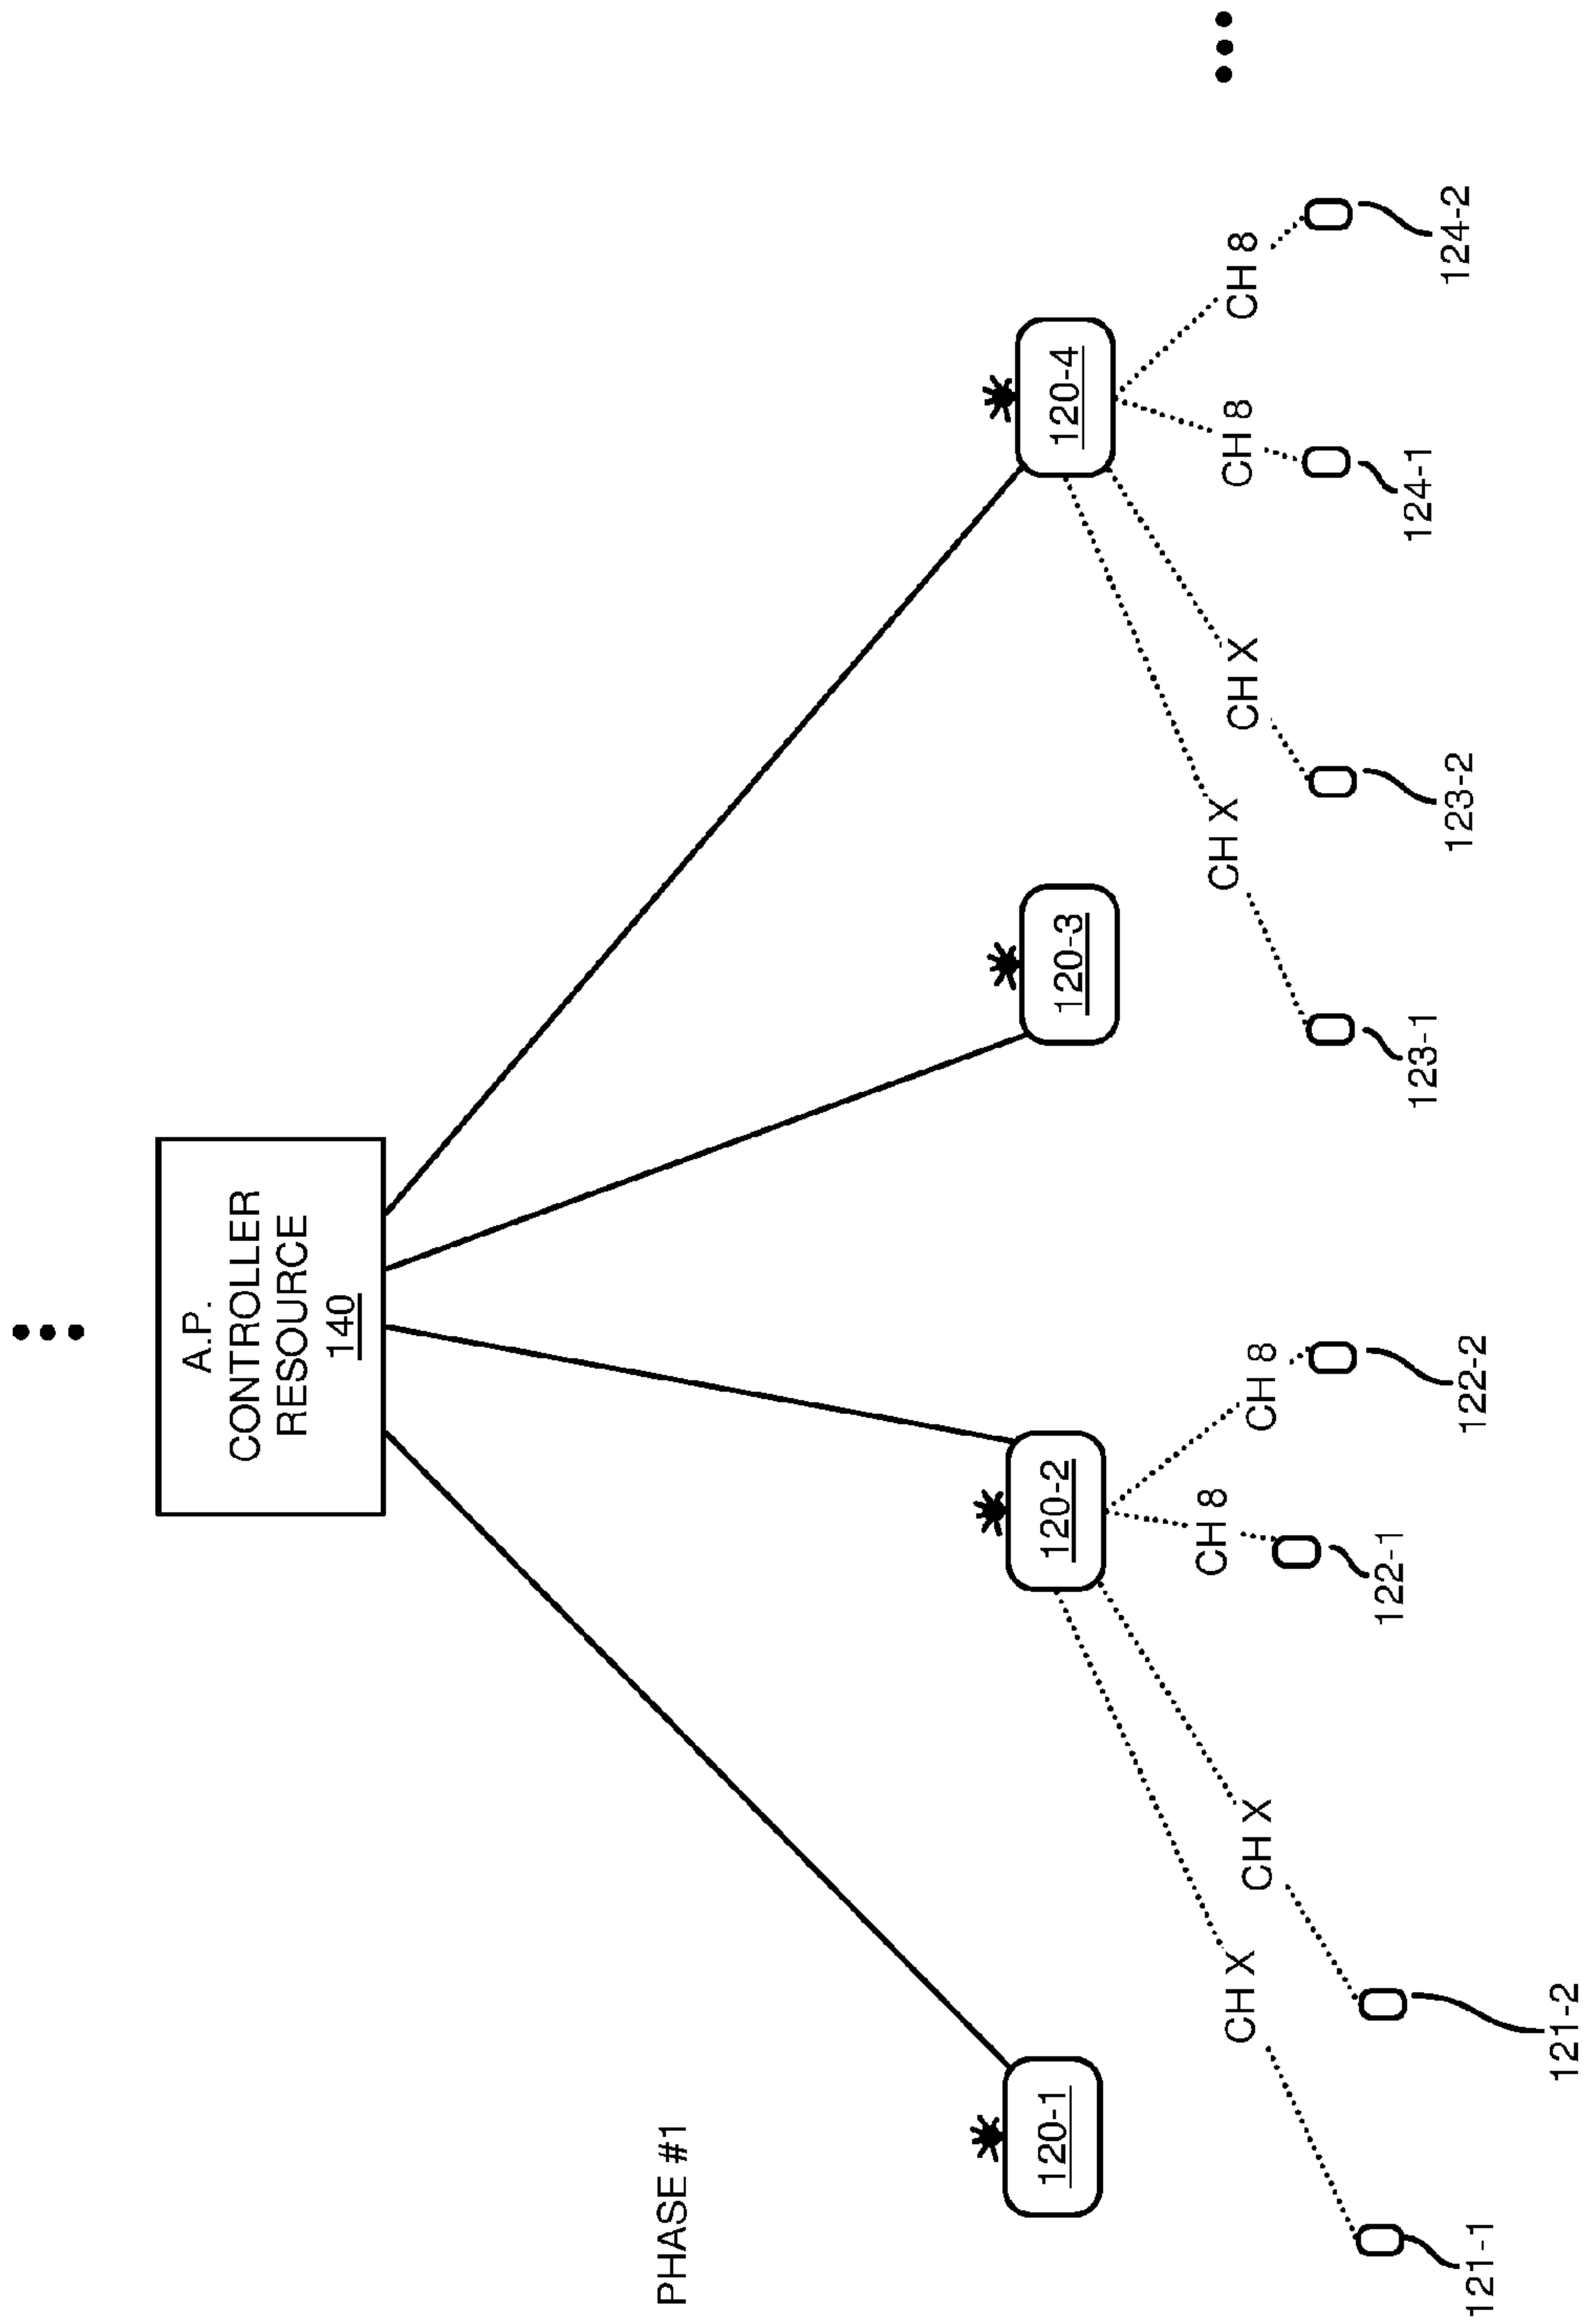 A.P.
CONTROLLER
RESOURCE
140
PHASE #1
120-1
120-2
120-3
120-4
CH X
CH X
CH 8
CH 8
CH X
CH X
CH 8
CH 8
121-1
121-2
122-1
122-2
123-1
123-2
124-1
124-2